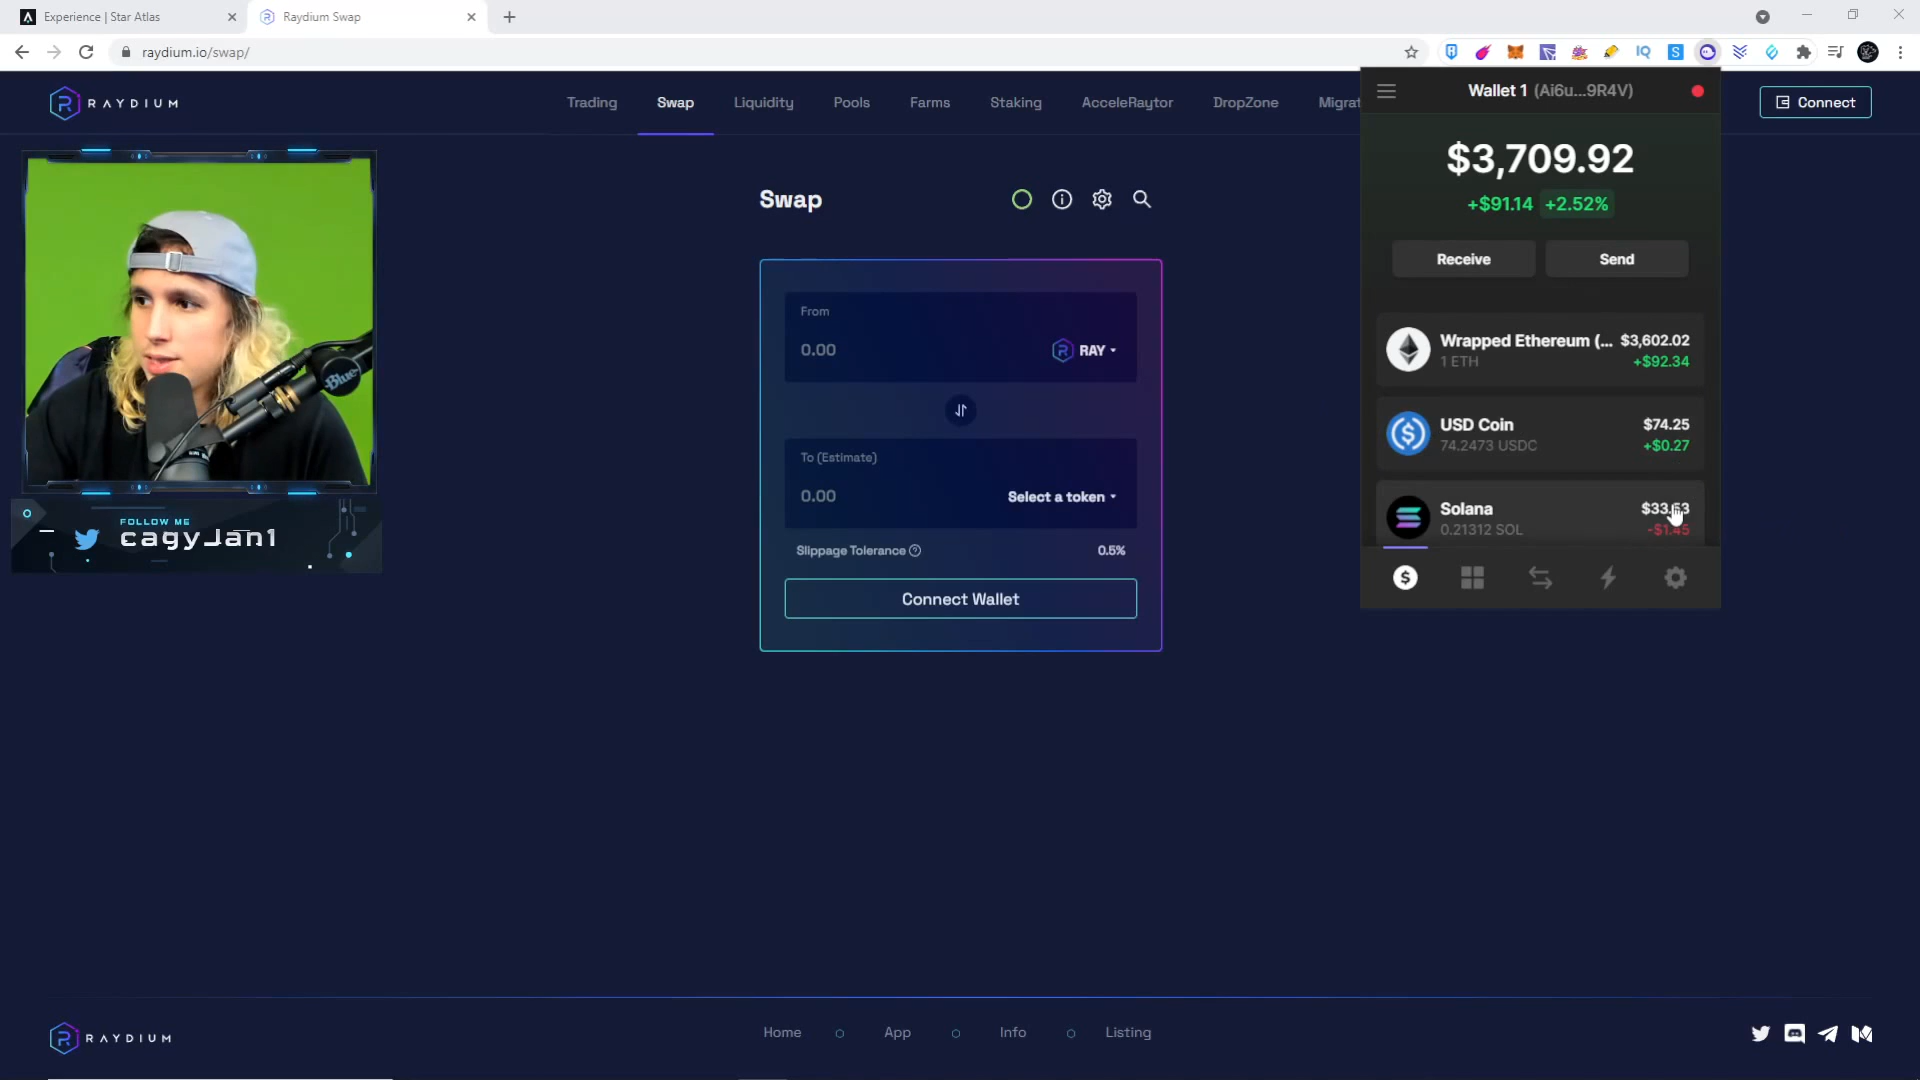 Experience | Star Atlas
Raydium Swap
raydium.io/swap/
RAYDIUM
Trading
Swap
Liquidity
Pools
Farms
Staking
AcceleRaytor
DropZone
Migrat
Connect
Wallet 1 (Ai6u...9R4V)
$3,709.92
+$91.14 +2.52%
Receive
Send
Wrapped Ethereum (... $3,602.02
1 ETH +$92.34
USD Coin $74.25
74.2473 USDC +$0.27
Solana
0.21312 SOL -$1.45
Swap
From
0.00 RAY
To (Estimate)
0.00 Select a token
Slippage Tolerance 0.5%
Connect Wallet
Blue
FOLLOW ME
cagyJan1
RAYDIUM
Home
App
Info
Listing